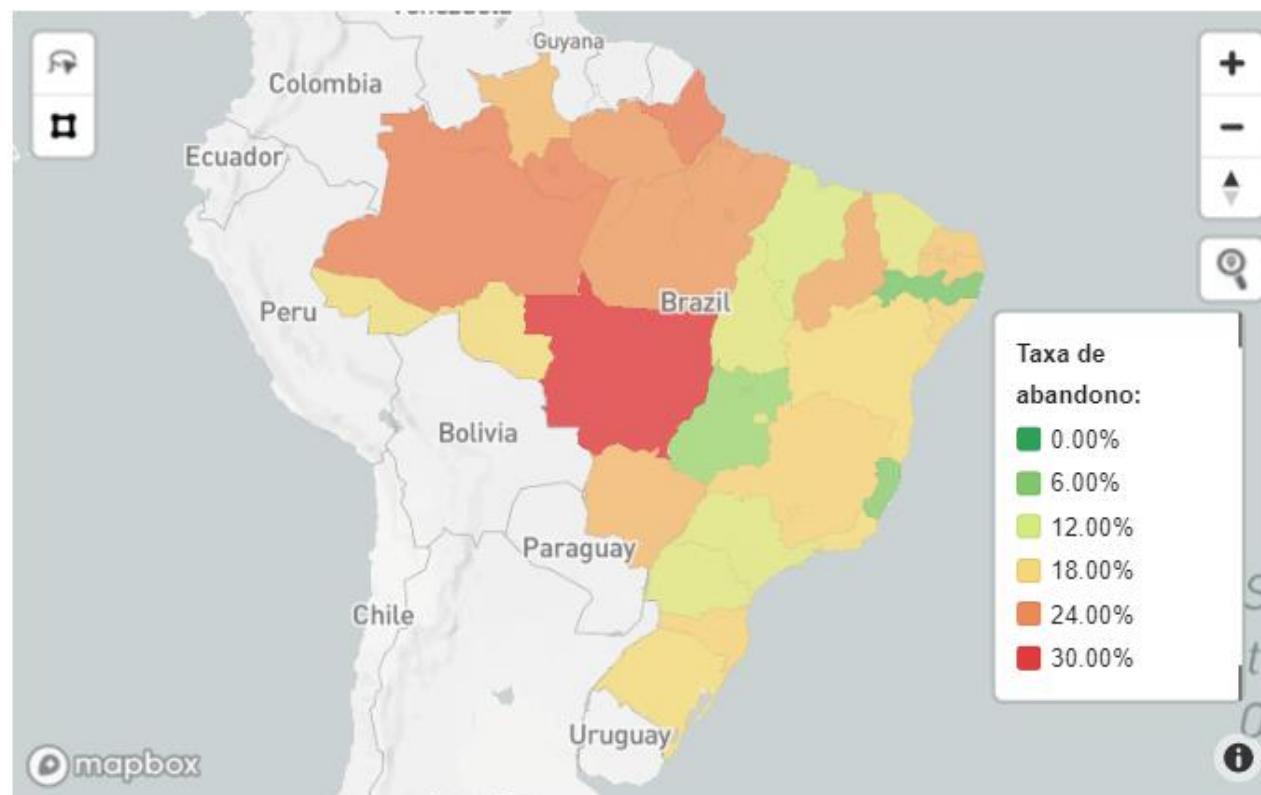 Guyana
Colombia
Ecuador
Peru
Brazil
Bolivia
Paraguay
Chile
Uruguay
Taxa de
abandono:
0.00%
6.00%
12.00%
18.00%
24.00%
30.00%
mapbox